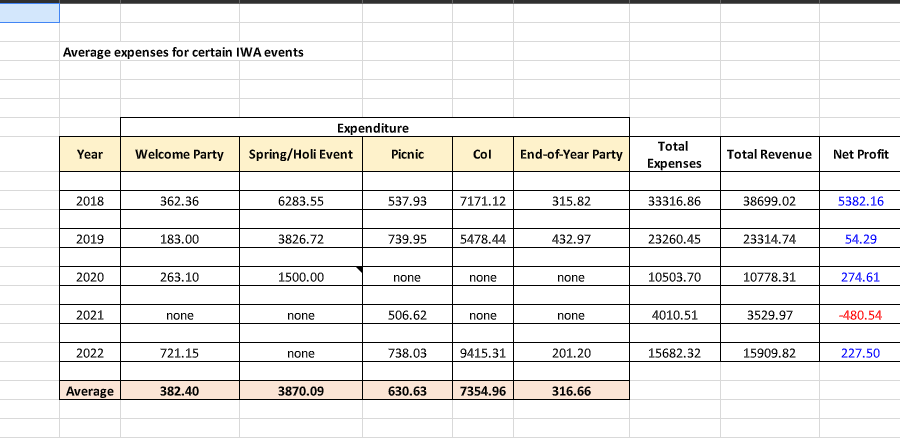 Average expenses for certain IWA events
Expenditure
Year Welcome Party Spring/Holi Event Picnic CoI End-of-Year Party Total Expenses Total Revenue Net Profit
2018 362.36 6283.55 537.93 7171.12 315.82 33316.86 38699.02 5382.16
2019 183.00 3826.72 739.95 5478.44 432.97 23260.45 23314.74 54.29
2020 263.10 1500.00 none none none 10503.70 10778.31 274.61
2021 none none 506.62 none none 4010.51 3529.97 -480.54
2022 721.15 none 738.03 9415.31 201.20 15682.32 15909.82 227.50
Average 382.40 3870.09 630.63 7354.96 316.66